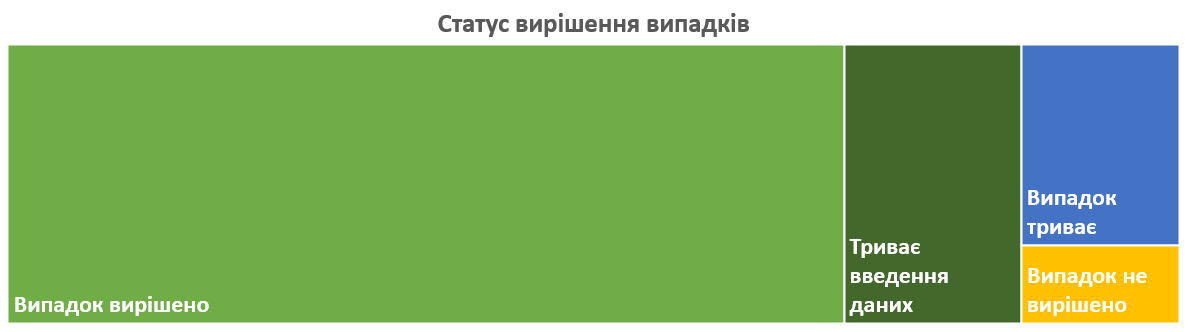 Статус вирішення випадків
Випадок вирішено
Триває
введення
даних
Випадок
триває
Випадок не
вирішено